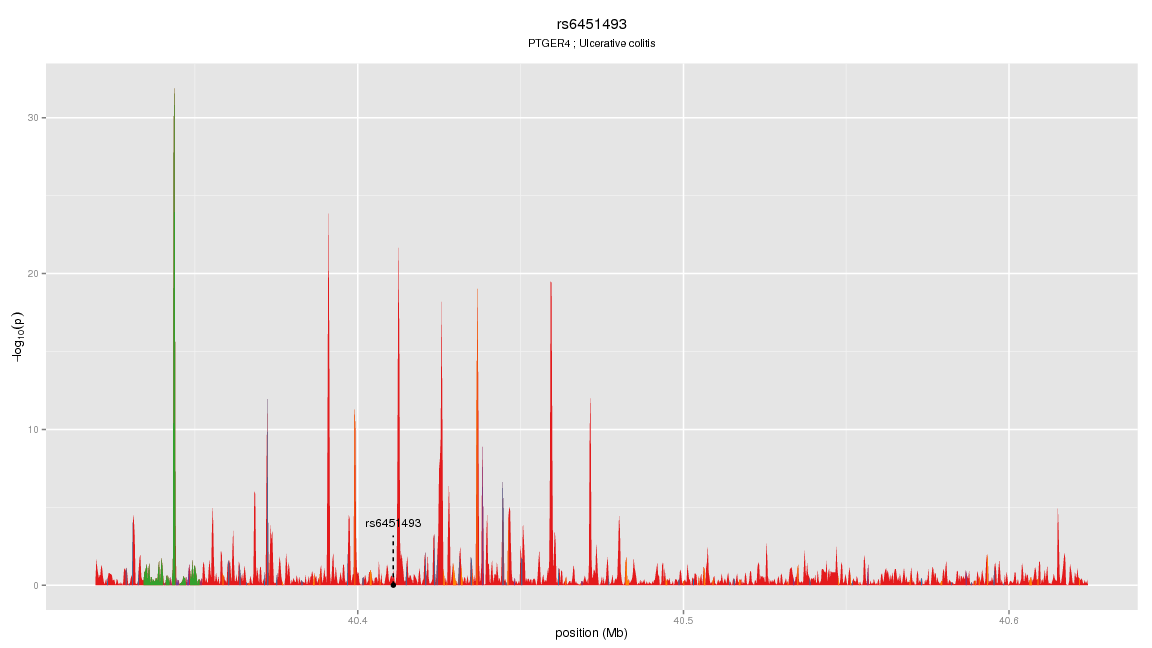 rs6451493
PTGER4 ; Ulcerative colitis
30
20
10
0
−log10(p)
rs6451493
40.4
40.5
40.6
position (Mb)